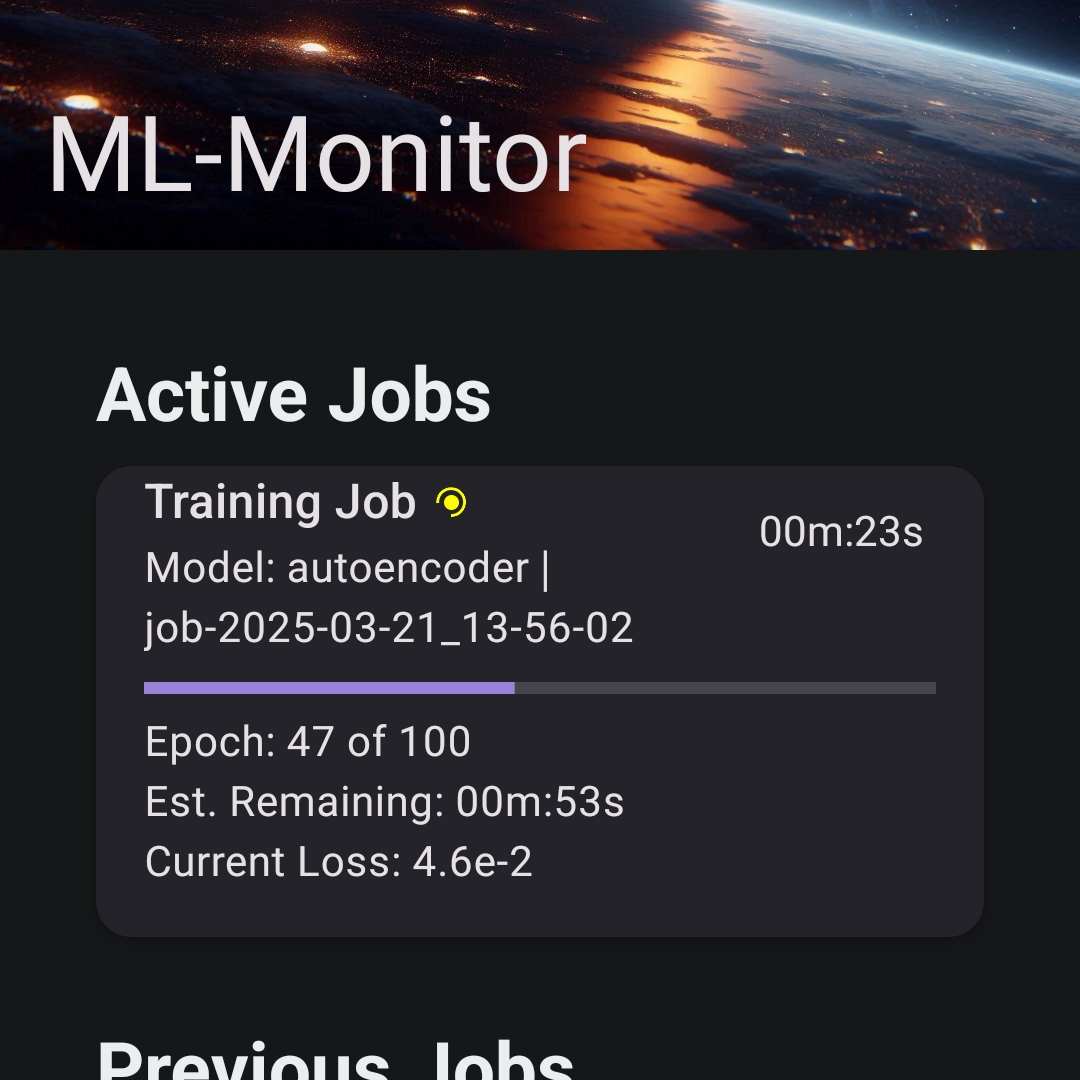 ML-Monitor
Active Jobs
Training Job
00m:23s
Model: autoencoder |
job-2025-03-21_13-56-02
Epoch: 47 of 100
Est. Remaining: 00m:53s
Current Loss: 4.6e-2
Previous Jobs